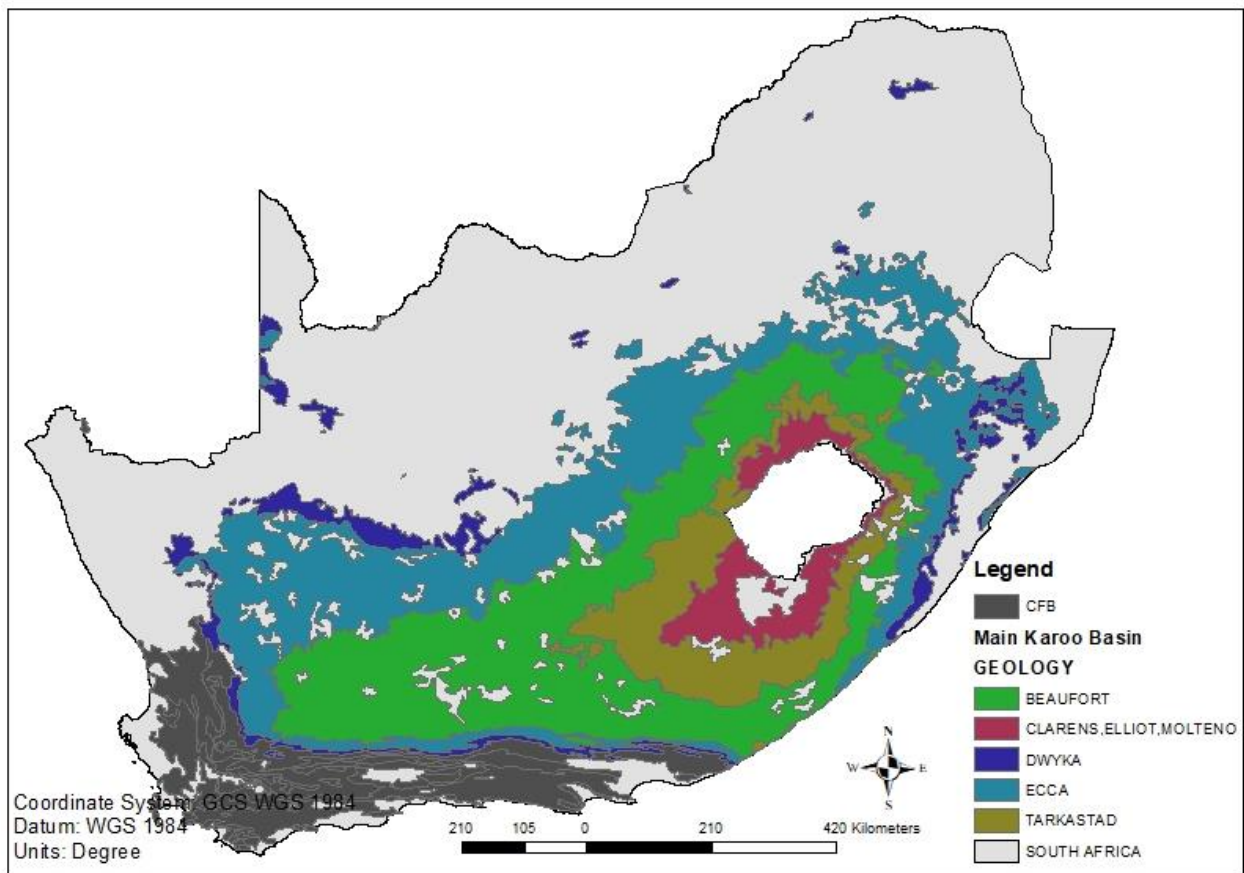 N
W E
S
Legend
CFB
Main Karoo Basin
GEOLOGY
BEAUFORT
CLARENS,ELLIOT,MOLTENO
DWYKA
ECCA
TARKASTAD
SOUTH AFRICA
Coordinate System: GCS WGS 1984
Datum: WGS 1984
Units: Degree
210 105 0 210 420 Kilometers